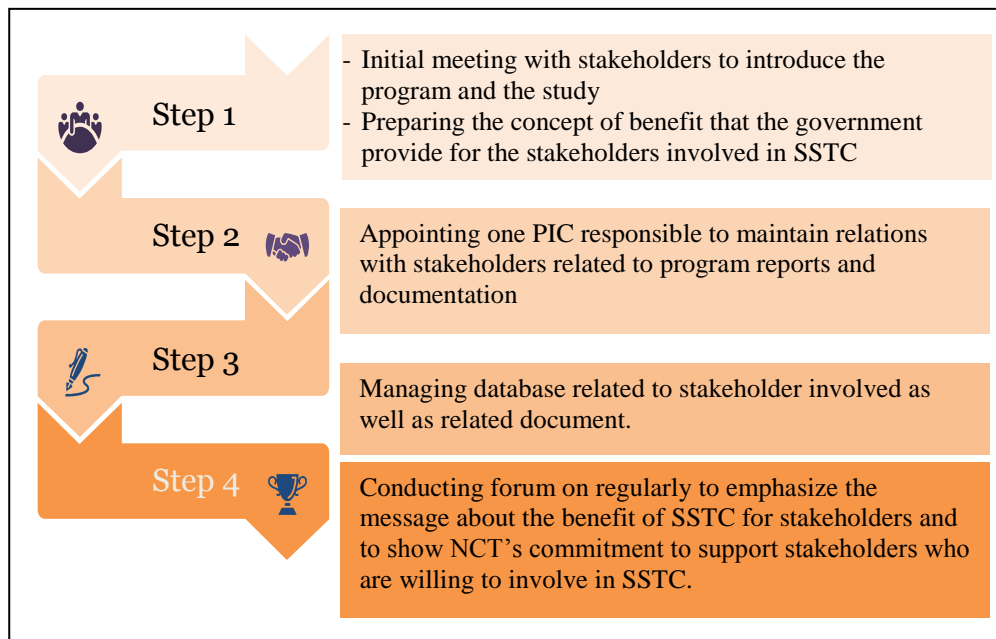 Step 1
- Initial meeting with stakeholders to introduce the
program and the study
- Preparing the concept of benefit that the government
provide for the stakeholders involved in SSTC
Step 2
Appointing one PIC responsible to maintain relations
with stakeholders related to program reports and
documentation
Step 3
Managing database related to stakeholder involved as
well as related document.
Step 4
Conducting forum on regularly to emphasize the
message about the benefit of SSTC for stakeholders and
to show NCT’s commitment to support stakeholders who
are willing to involve in SSTC.